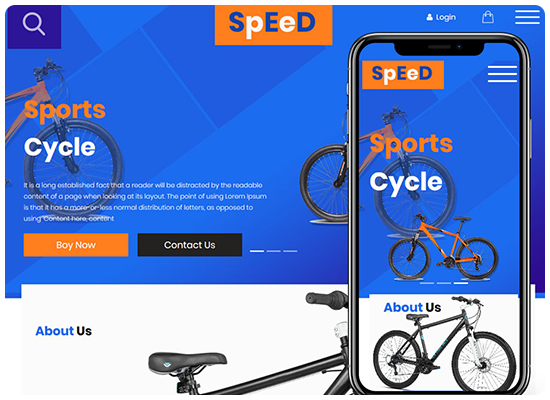 SpEeD
Login
Sports
Cycle
It is a long established fact that a reader will be distracted by the readable
content of a page when looking at its layout. The point of using Lorem Ipsum
is that it has a more-or-less normal distribution of letters, as opposed to
using 'Content here, content
Boy Now
Contact Us
About Us
SpEeD
Sports
Cycle
About Us